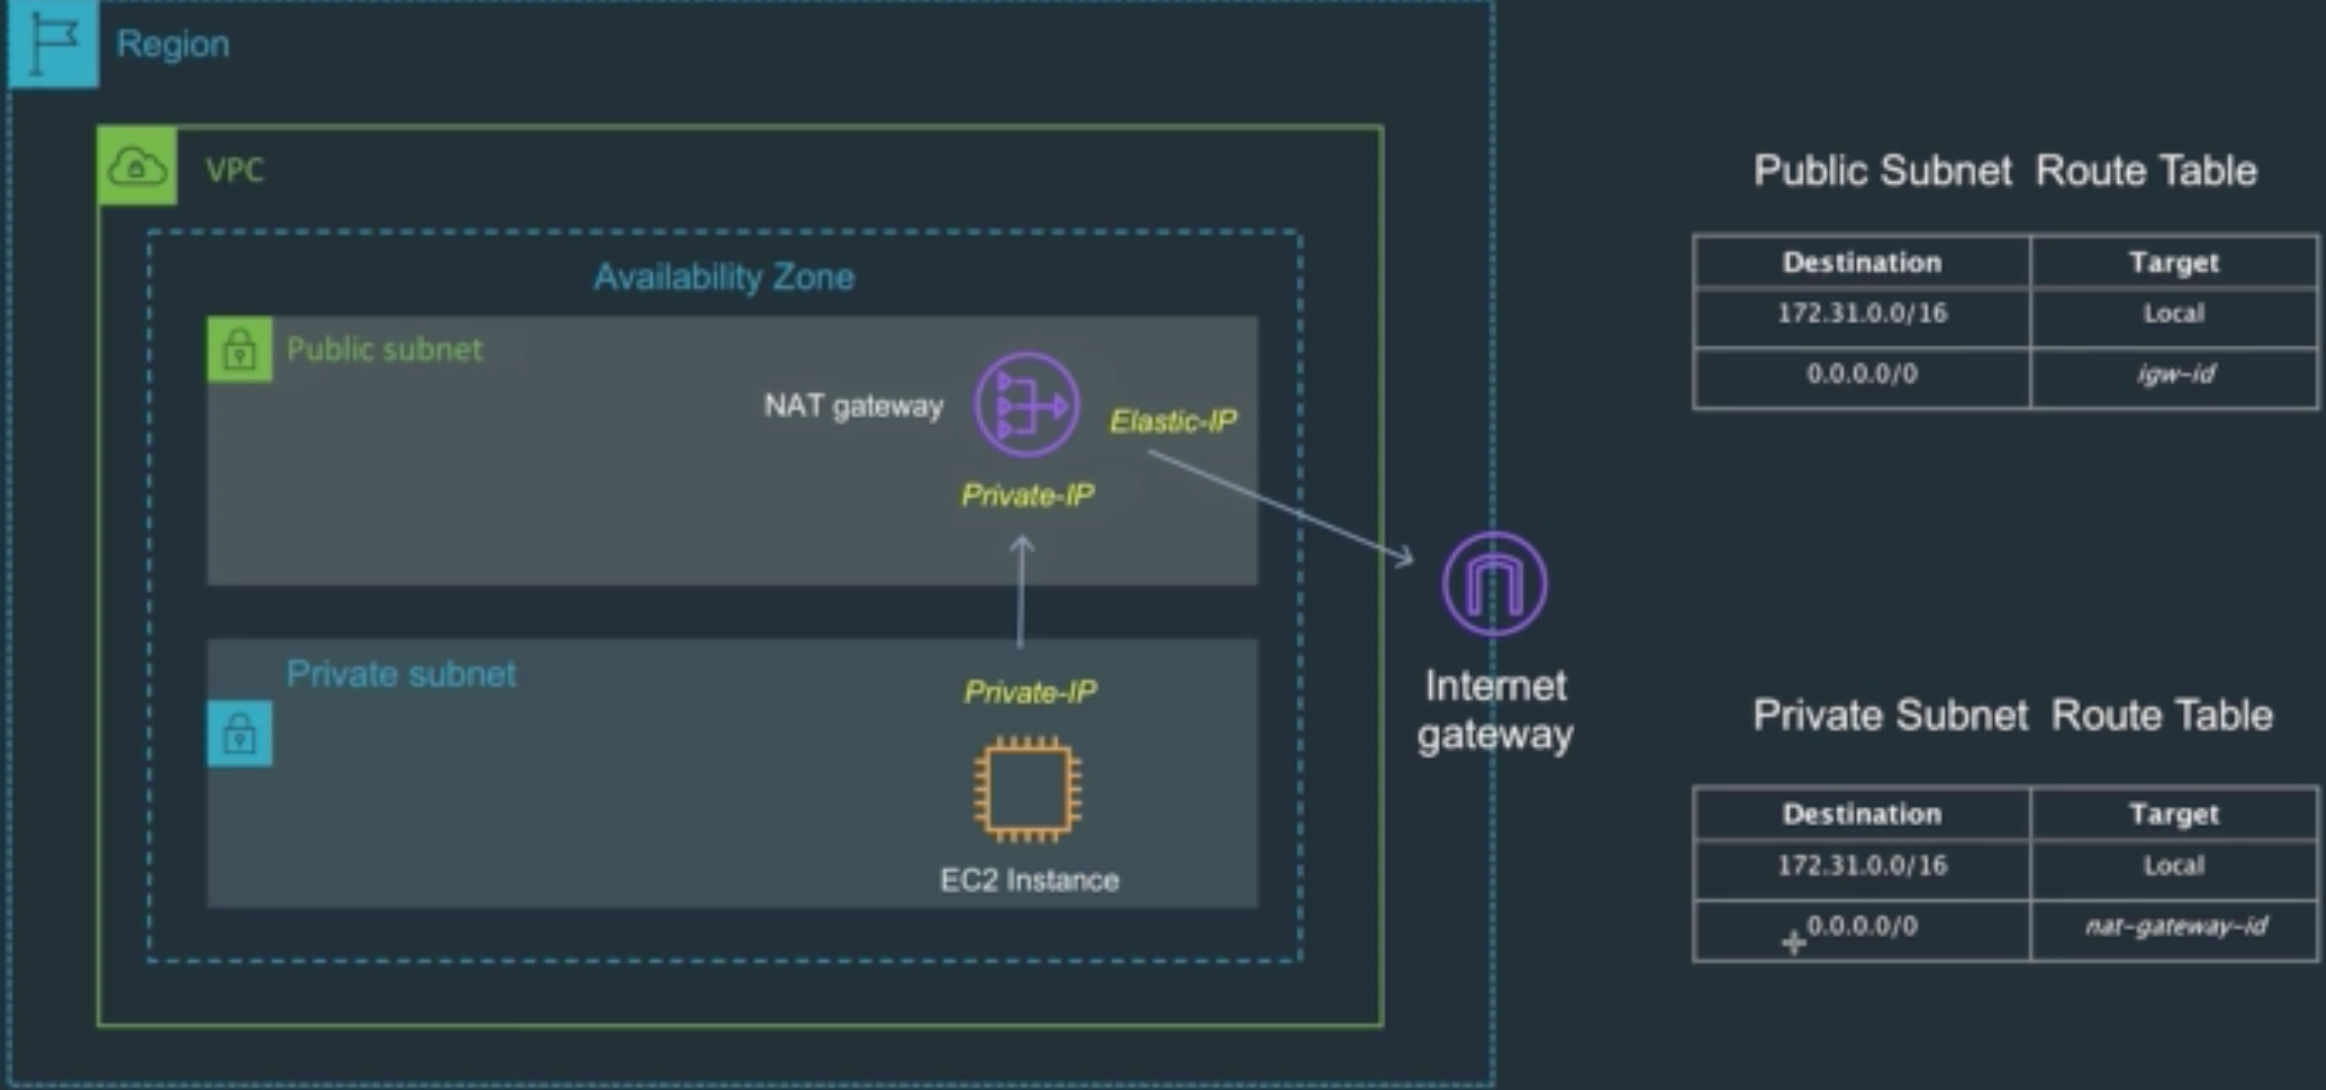 Region
VPC
Availability Zone
Public subnet
NAT gateway
Elastic-IP
Private-IP
Private subnet
Private-IP
EC2 Instance
Internet
gateway
Public Subnet Route Table
Destination Target
172.31.0.0/16 Local
0.0.0.0/0 igw-id
Private Subnet Route Table
Destination Target
172.31.0.0/16 Local
0.0.0.0/0 nat-gateway-id